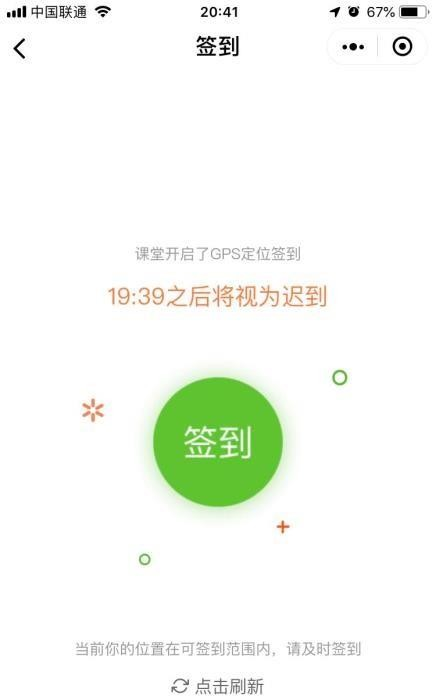 中国联通 20:41 67%
签到
课堂开启了GPS定位签到
19:39之后将视为迟到
签到
当前你的位置在可签到范围内，请及时签到
点击刷新